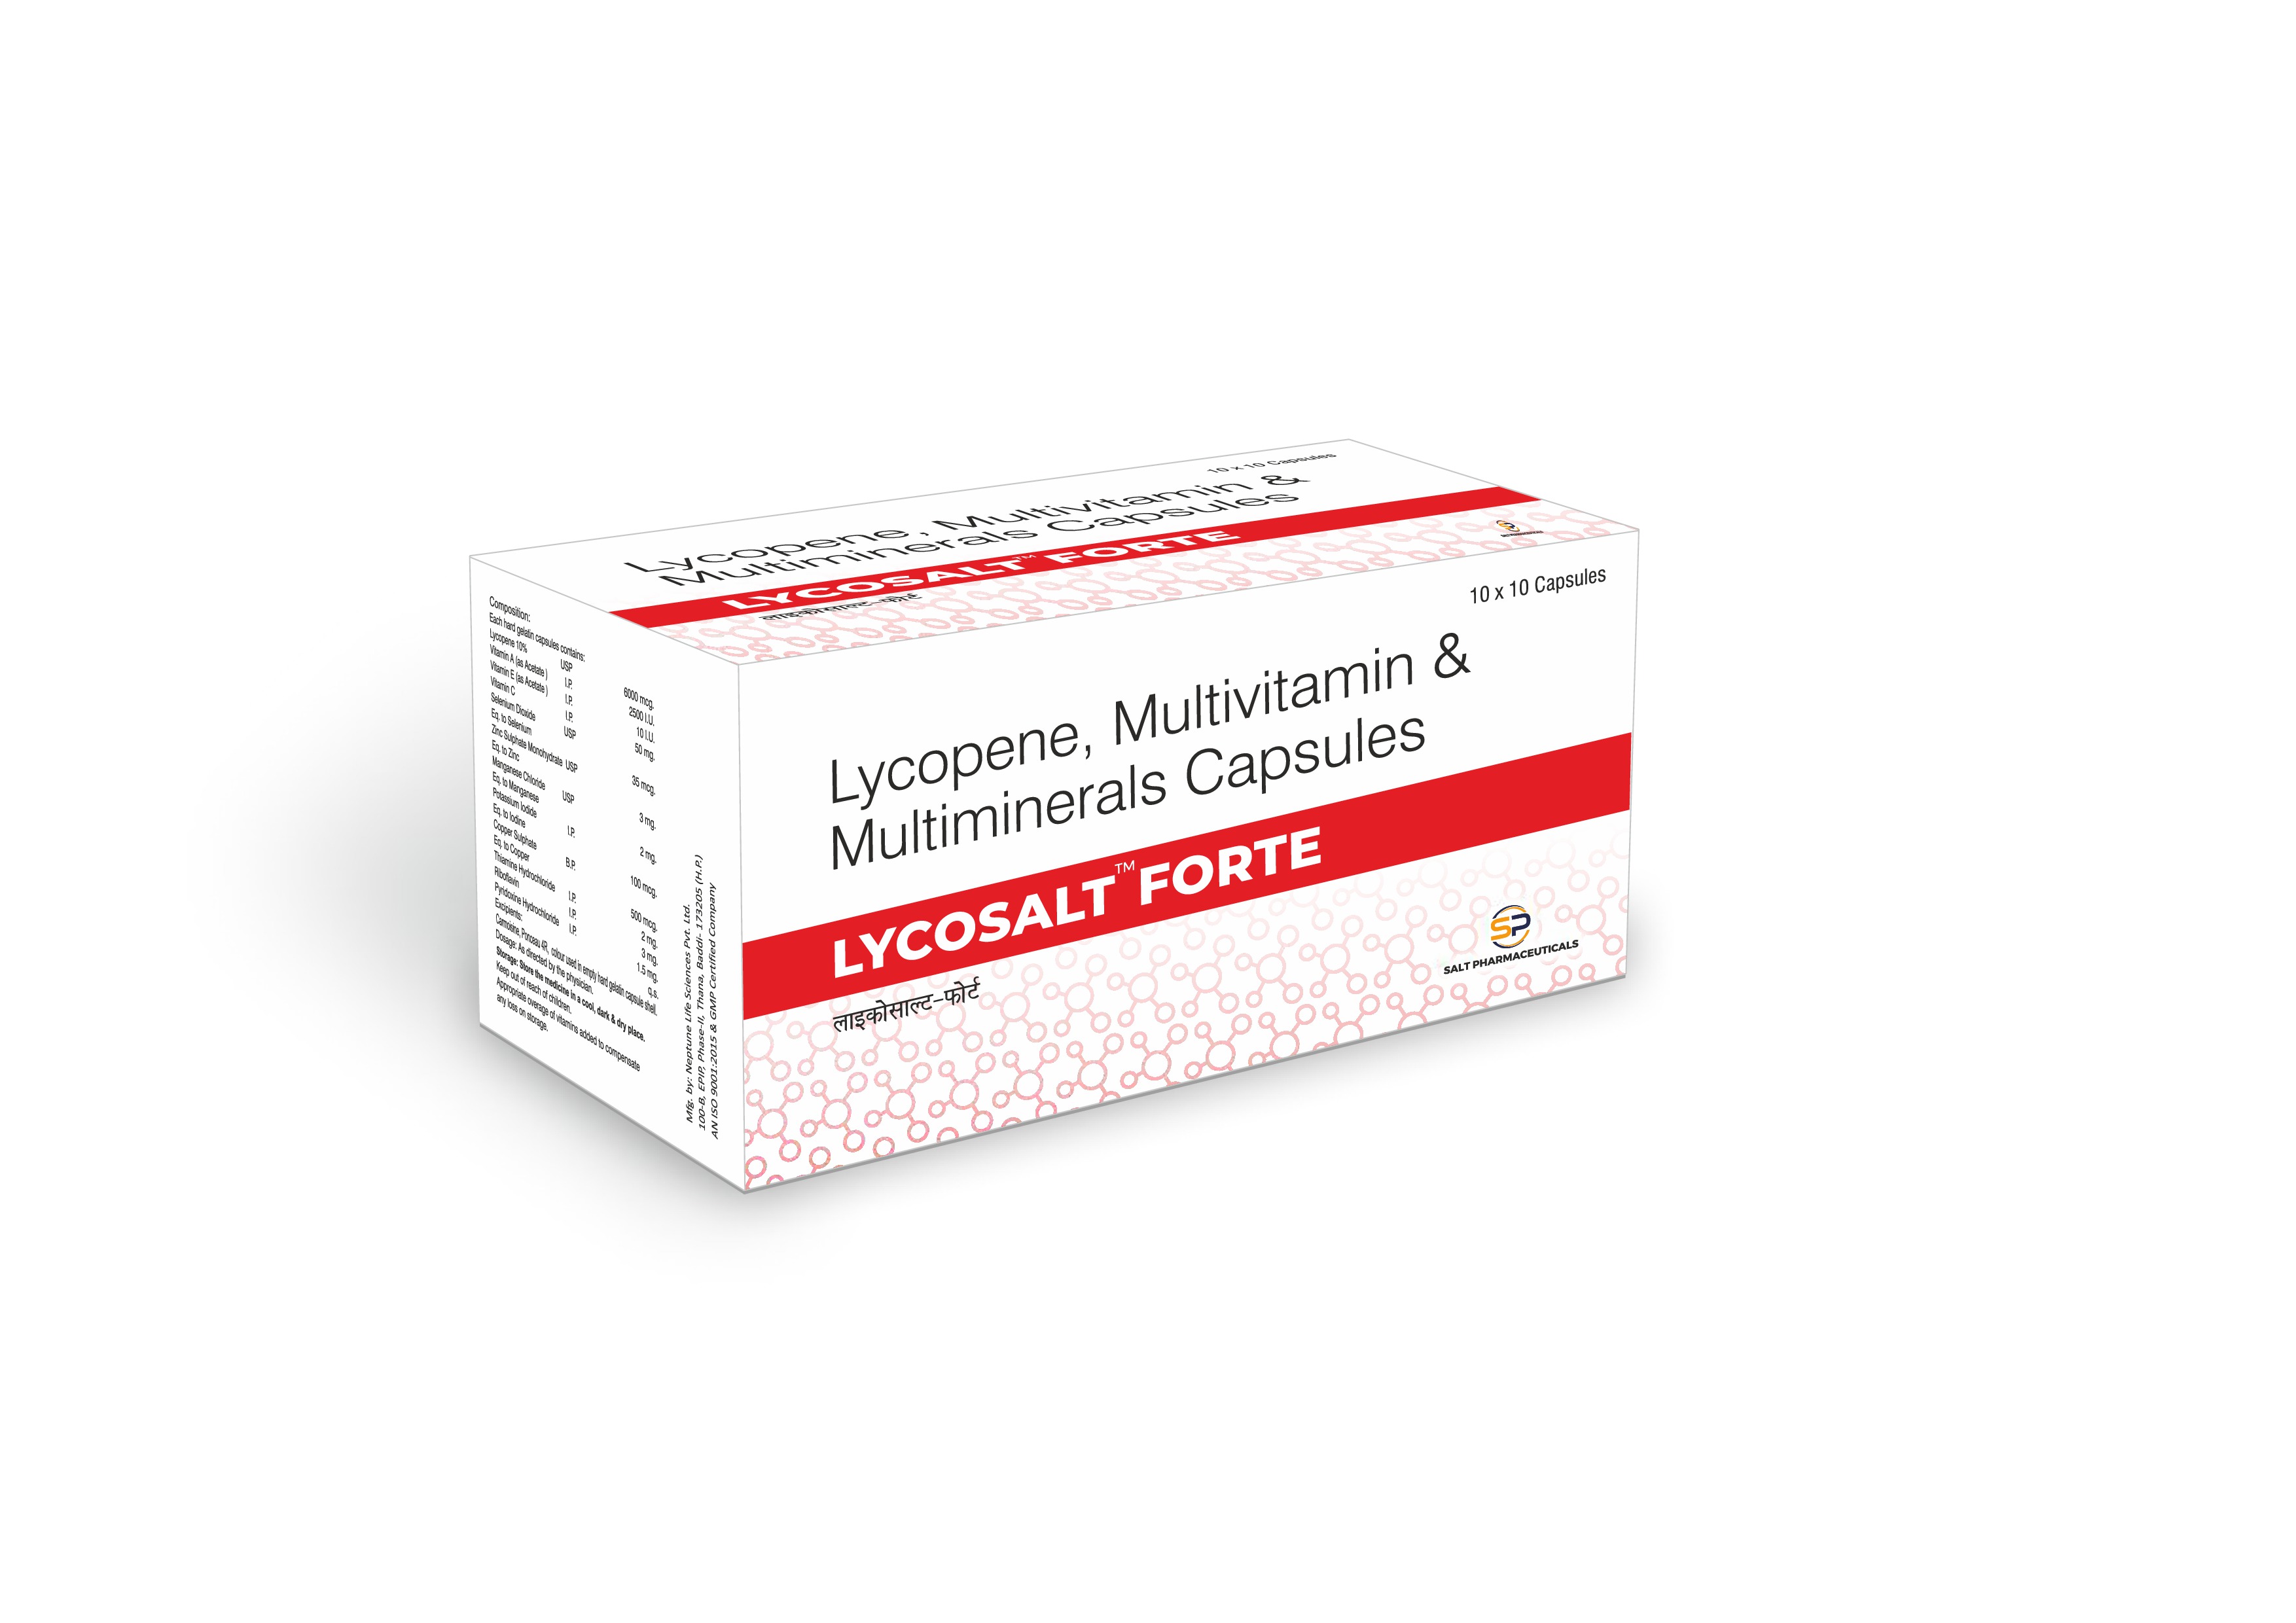 10 x 10 Capsules
Lycopene, Multivitamin &
Multiminerals Capsules
LYCOSALT™ FORTE
लाइकोसाल्ट-फोर्ट
10 x 10 Capsules
Lycopene, Multivitamin &
Multiminerals Capsules
LYCOSALT™ FORTE
लाइकोसाल्ट-फोर्ट
SP
SALT PHARMACEUTICALS
Composition:
Each hard gelatin capsules contains:
Lycopene 10% USP 6000 mcg.
Vitamin A (as Acetate) I.P. 2500 I.U.
Vitamin E (as Acetate) I.P. 10 I.U.
Vitamin C I.P. 50 mg.
Selenium Dioxide USP
Eq. to Selenium 35 mcg.
Zinc Sulphate Monohydrate USP
Eq. to Zinc 3 mg.
Manganese Chloride USP
Eq. to Manganese 2 mg.
Potassium Iodide I.P.
Eq. to Iodine 100 mcg.
Copper Sulphate B.P.
Eq. to Copper 500 mcg.
Thiamine Hydrochloride I.P. 2 mg.
Riboflavin I.P. 3 mg.
Pyridoxine Hydrochloride I.P. 1.5 mg.
Excipients: q.s.
Carmosine, Ponceau 4R, colour used in empty hard gelatin capsule shell.
Dosage: As directed by the physician.
Storage: Store the medicine in a cool, dark & dry place.
Keep out of reach of children.
Appropriate overage of vitamins added to compensate
any loss on storage.
Mfg. by: Neptune Life Sciences Pvt. Ltd.
100-B, EPIP, Phase-II, Thana, Baddi- 173205 (H.P.)
AN ISO 9001:2015 & GMP Certified Company